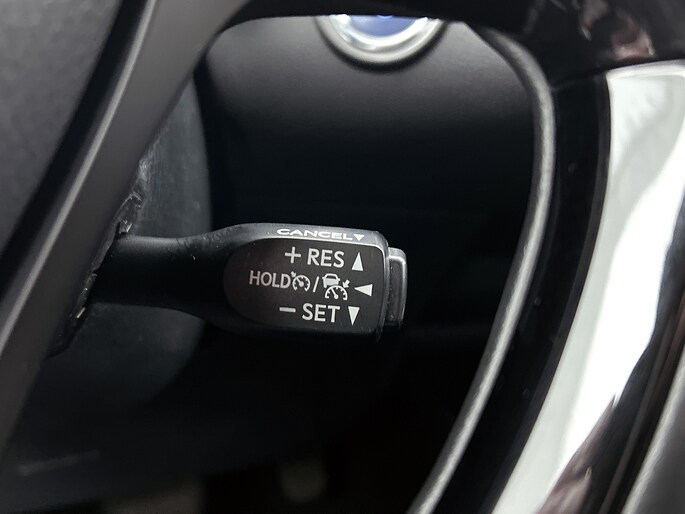 CANCEL▼
+ RES ▲
HOLD / ◀
− SET ▼